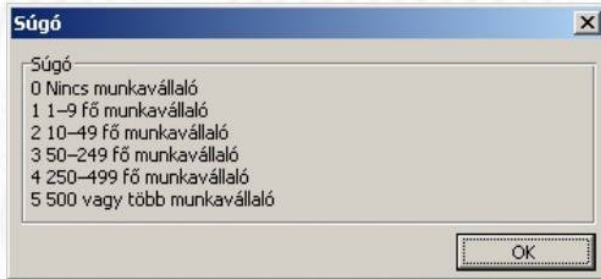 Súgó
Súgó
0 Nincs munkavállaló
1 1–9 fő munkavállaló
2 10–49 fő munkavállaló
3 50–249 fő munkavállaló
4 250–499 fő munkavállaló
5 500 vagy több munkavállaló
OK